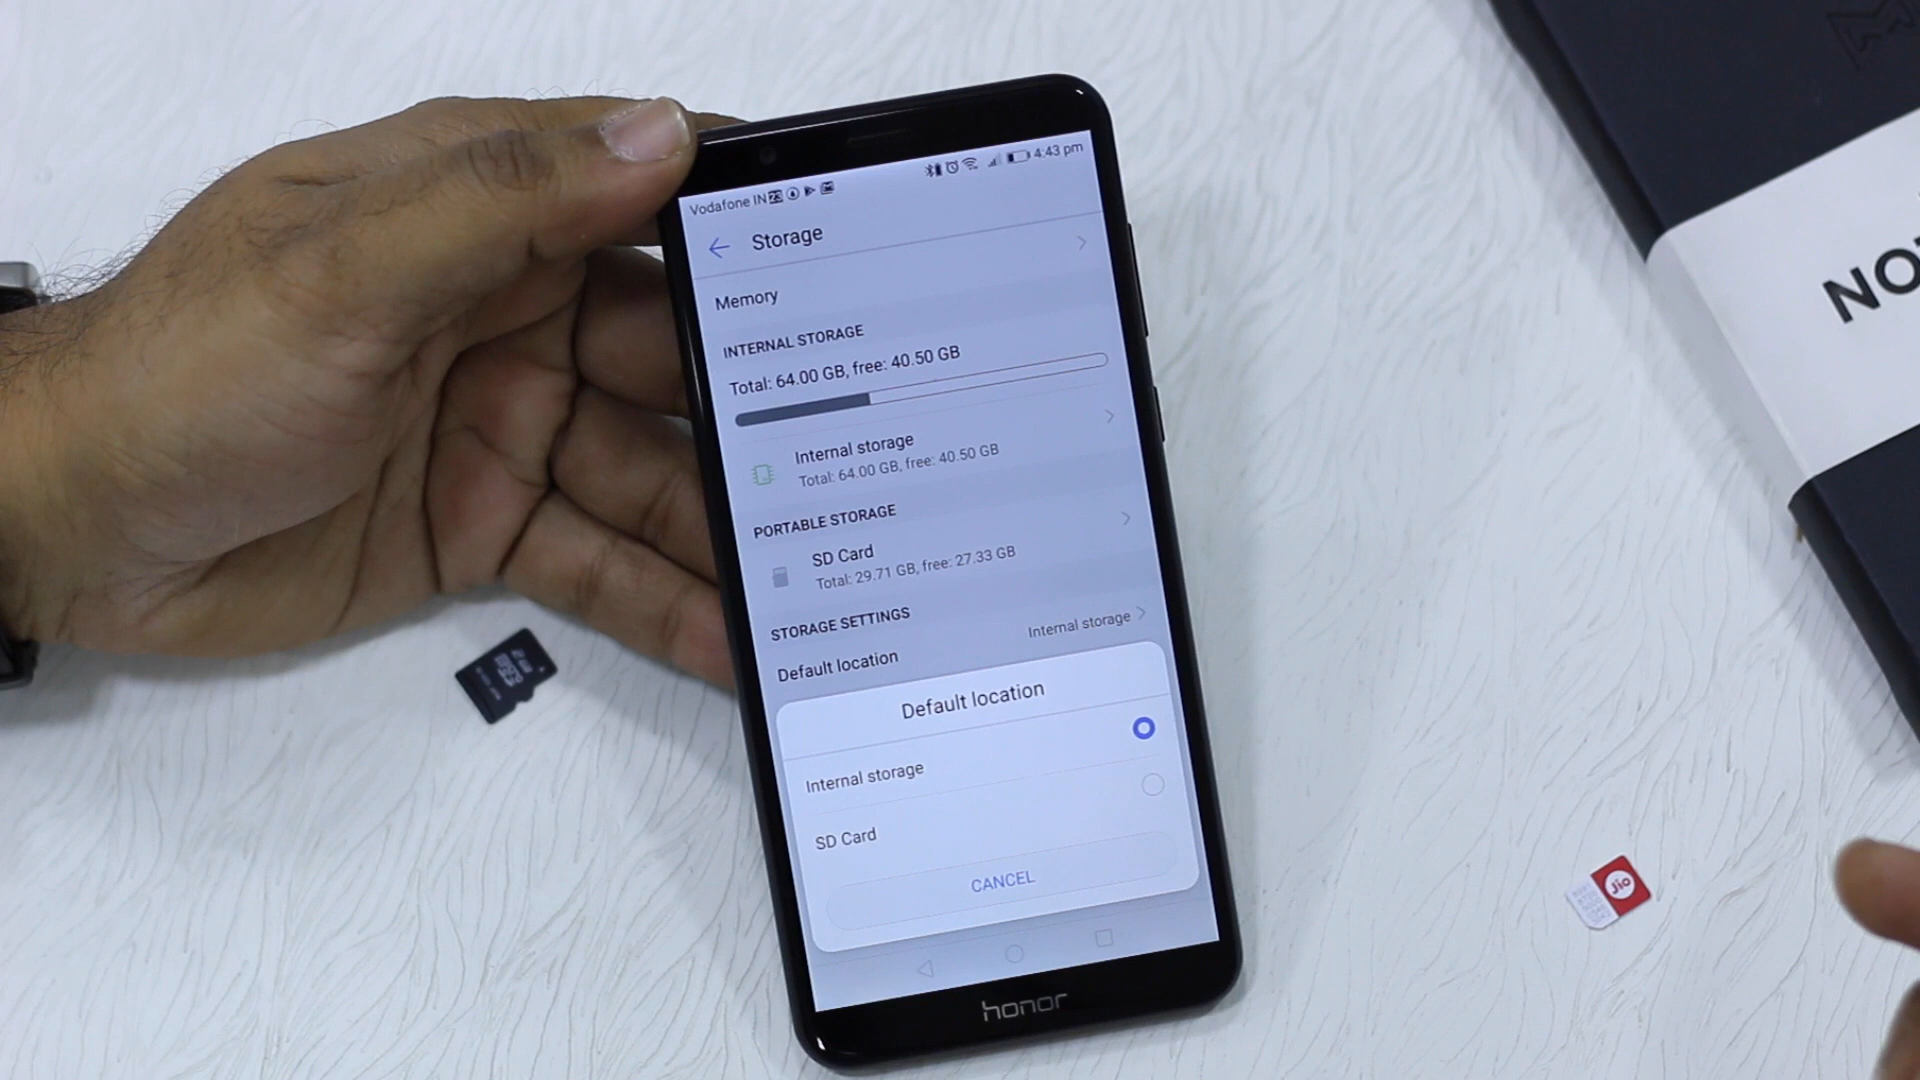 Vodafone IN 23 4:43 pm
Storage
Memory
INTERNAL STORAGE
Total: 64.00 GB, free: 40.50 GB
Internal storage
Total: 64.00 GB, free: 40.50 GB
PORTABLE STORAGE
SD Card
Total: 29.71 GB, free: 27.33 GB
STORAGE SETTINGS
Default location Internal storage
Default location
Internal storage
SD Card
CANCEL
honor
Jio